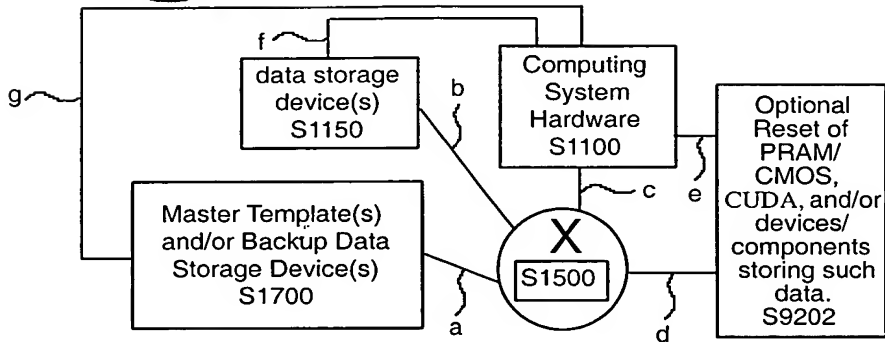 f
g
data storage
device(s)
S1150
b
Computing
System
Hardware
S1100
Optional
Reset of
PRAM/
CMOS,
CUDA, and/or
devices/
components
storing such
data.
S9202
e
c
Master Template(s)
and/or Backup Data
Storage Device(s)
S1700
X
S1500
a
d